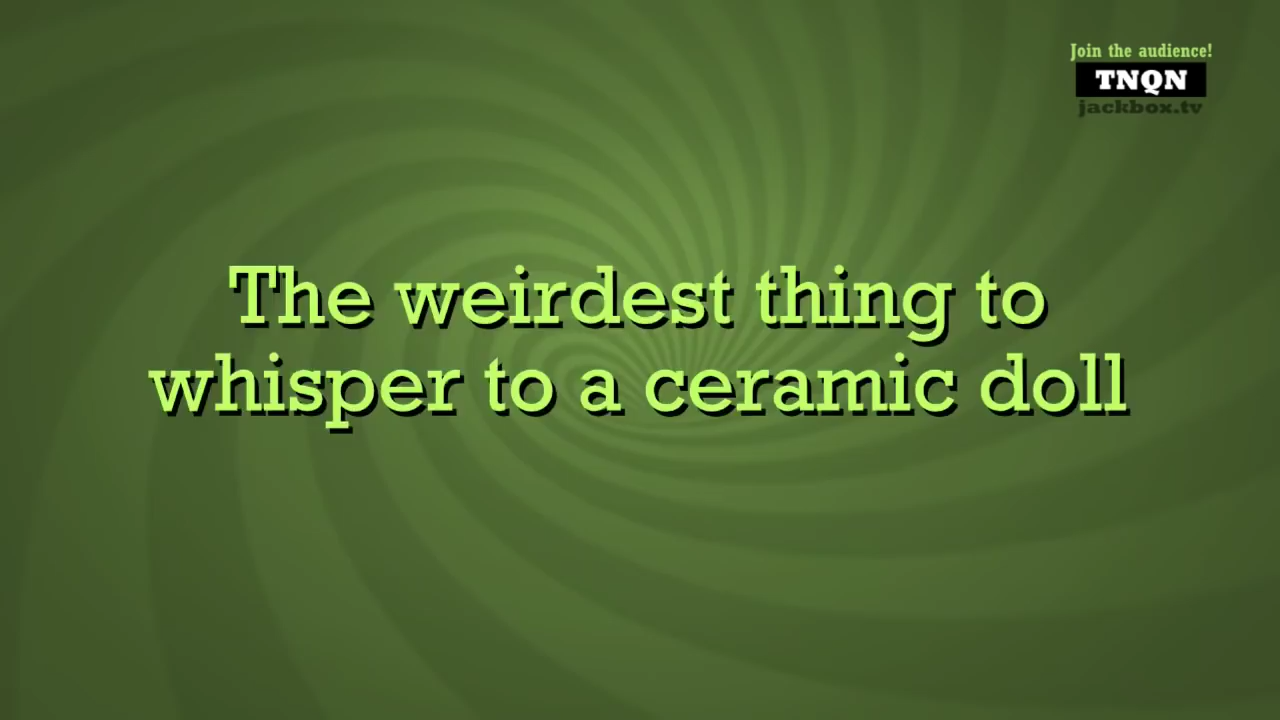 Join the audience!
TNQN
jackbox.tv
The weirdest thing to
whisper to a ceramic doll